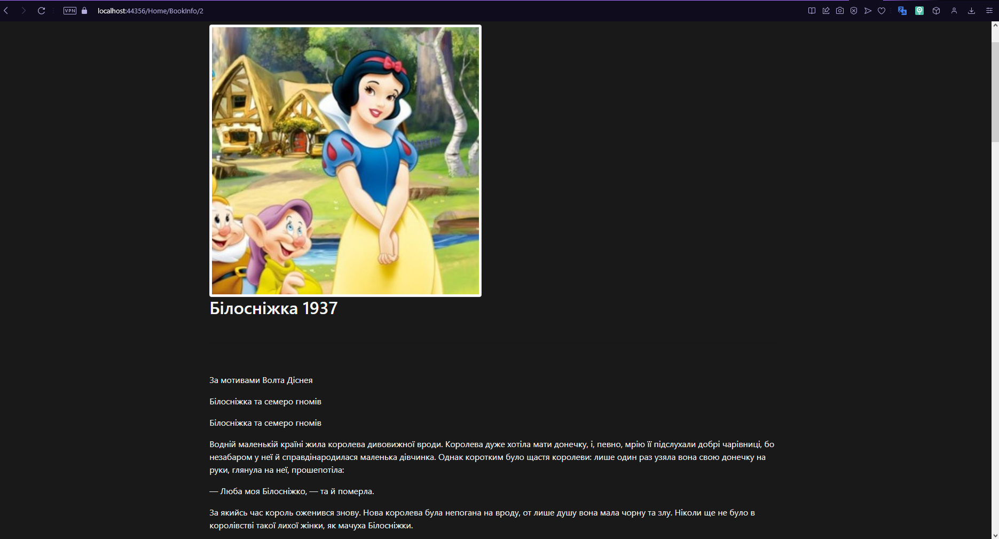 VPN localhost:44356/Home/BookInfo/2
Білосніжка 1937
За мотивами Волта Діснея
Білосніжка та семеро гномів
Білосніжка та семеро гномів
Водній маленькій країні жила королева дивовижної вроди. Королева дуже хотіла мати донечку, і, певно, мрію її підслухали добрі чарівниці, бо
незабаром у неї й справдінародилася маленька дівчинка. Однак коротким було щастя королеви: лише один раз узяла вона свою донечку на
руки, глянула на неї, прошепотіла:
— Люба моя Білосніжко, — та й померла.
За якийсь час король оженився знову. Нова королева була непогана на вроду, от лише душу вона мала чорну та злу. Ніколи ще не було в
королівстві такої лихої жінки, як мачуха Білосніжки.